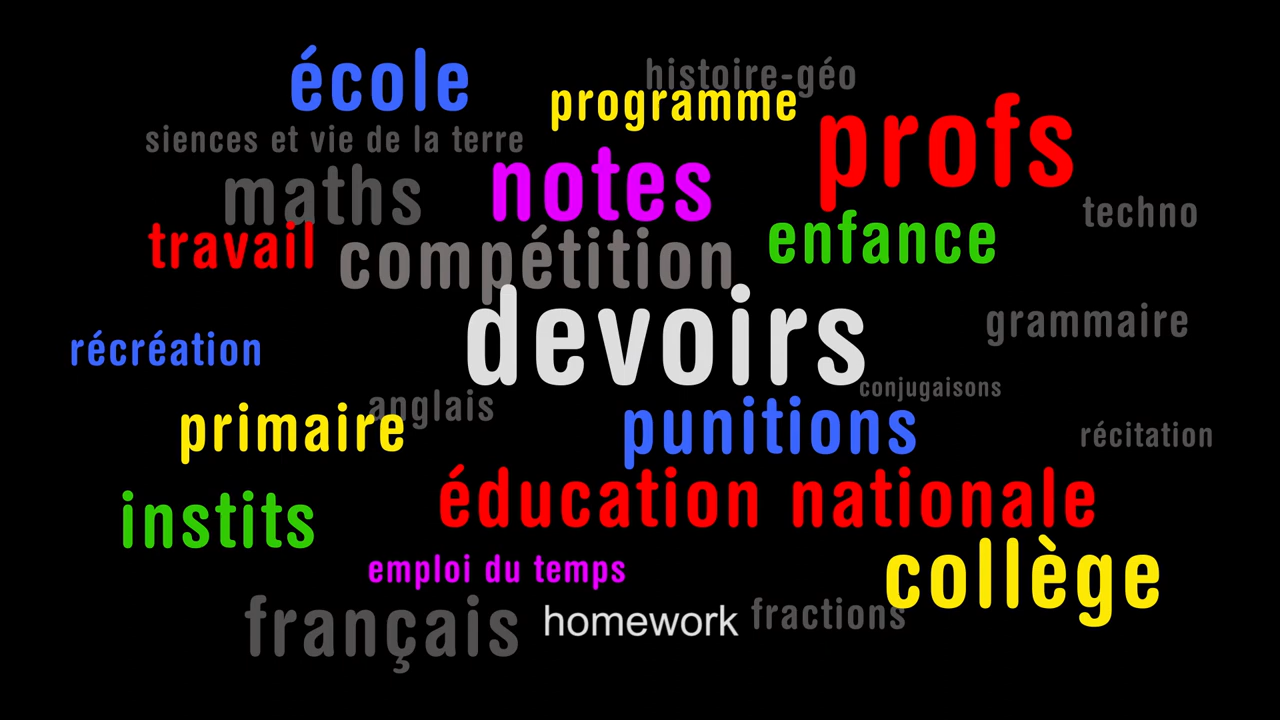 école
histoire-géo
programme
profs
siences et vie de la terre
notes
maths
techno
travail
compétition
enfance
devoirs
grammaire
récréation
conjugaisons
anglais
primaire
punitions
récitation
éducation nationale
instits
emploi du temps
collège
français
homework
fractions